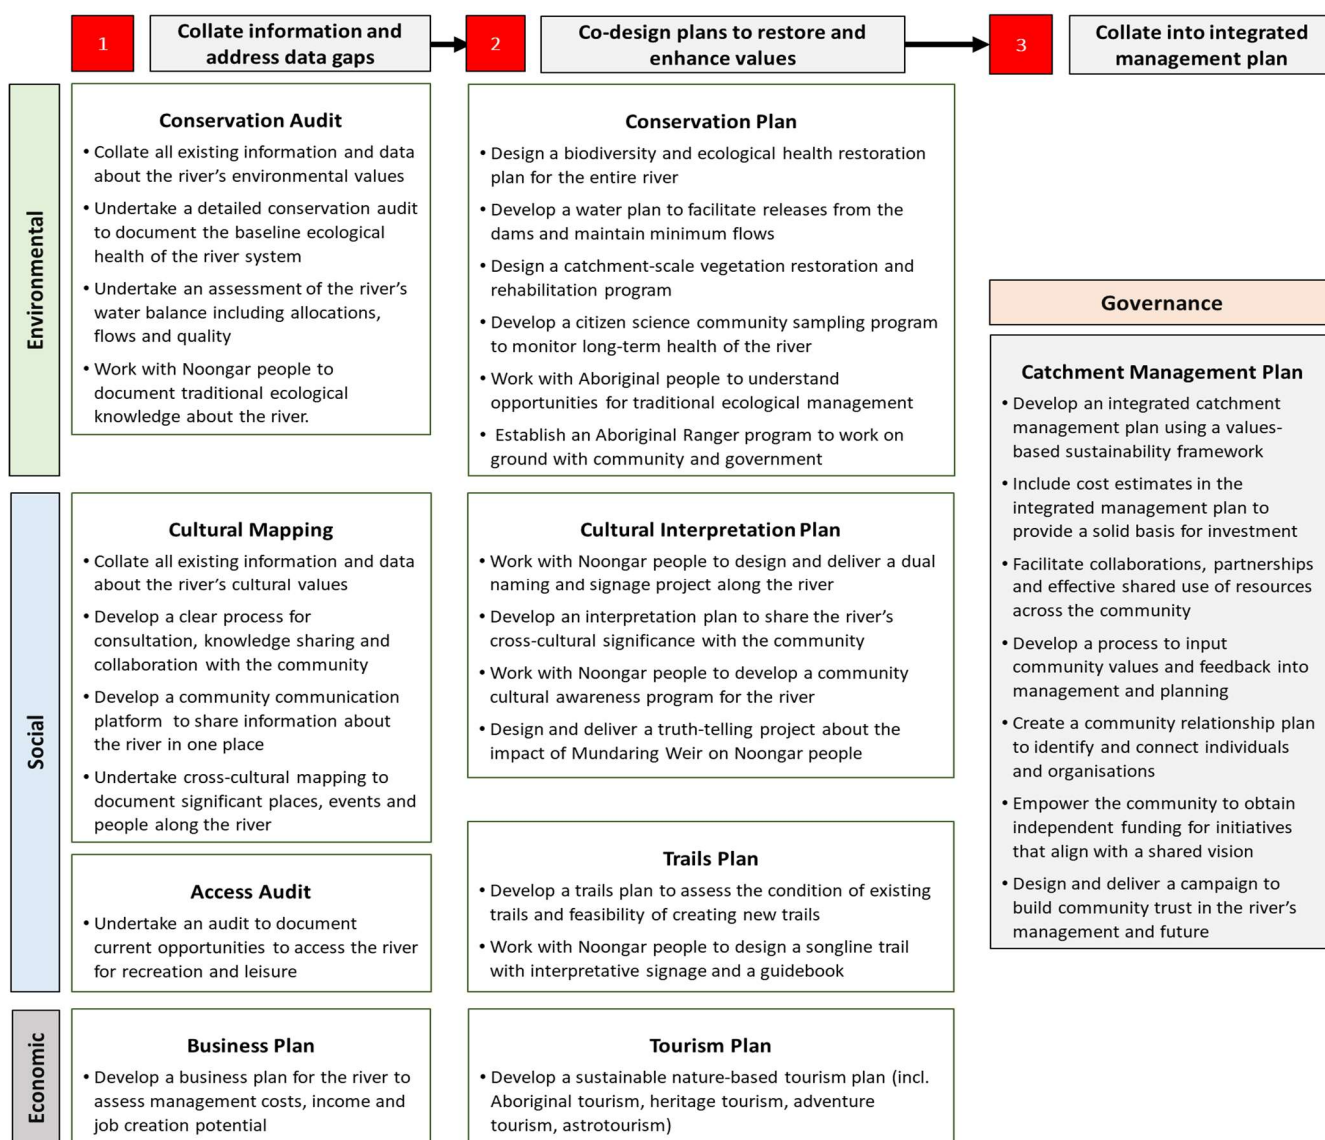 1
Collate information and
address data gaps
2
Co-design plans to restore and
enhance values
3
Collate into integrated
management plan
Environmental
Conservation Audit
• Collate all existing information and data
about the river's environmental values
• Undertake a detailed conservation audit
to document the baseline ecological
health of the river system
• Undertake an assessment of the river's
water balance including allocations,
flows and quality
• Work with Noongar people to
document traditional ecological
knowledge about the river.
Conservation Plan
• Design a biodiversity and ecological health restoration
plan for the entire river
• Develop a water plan to facilitate releases from the
dams and maintain minimum flows
• Design a catchment-scale vegetation restoration and
rehabilitation program
• Develop a citizen science community sampling program
to monitor long-term health of the river
• Work with Aboriginal people to understand
opportunities for traditional ecological management
• Establish an Aboriginal Ranger program to work on
ground with community and government
Social
Cultural Mapping
• Collate all existing information and data
about the river's cultural values
• Develop a clear process for
consultation, knowledge sharing and
collaboration with the community
• Develop a community communication
platform to share information about
the river in one place
• Undertake cross-cultural mapping to
document significant places, events and
people along the river
Cultural Interpretation Plan
• Work with Noongar people to design and deliver a dual
naming and signage project along the river
• Develop an interpretation plan to share the river's
cross-cultural significance with the community
• Work with Noongar people to develop a community
cultural awareness program for the river
• Design and deliver a truth-telling project about the
impact of Mundaring Weir on Noongar people
Access Audit
• Undertake an audit to document
current opportunities to access the river
for recreation and leisure
Trails Plan
• Develop a trails plan to assess the condition of existing
trails and feasibility of creating new trails
• Work with Noongar people to design a songline trail
with interpretative signage and a guidebook
Economic
Business Plan
• Develop a business plan for the river to
assess management costs, income and
job creation potential
Tourism Plan
• Develop a sustainable nature-based tourism plan (incl.
Aboriginal tourism, heritage tourism, adventure
tourism, astrotourism)
Governance
Catchment Management Plan
• Develop an integrated catchment
management plan using a values-
based sustainability framework
• Include cost estimates in the
integrated management plan to
provide a solid basis for investment
• Facilitate collaborations, partnerships
and effective shared use of resources
across the community
• Develop a process to input
community values and feedback into
management and planning
• Create a community relationship plan
to identify and connect individuals
and organisations
• Empower the community to obtain
independent funding for initiatives
that align with a shared vision
• Design and deliver a campaign to
build community trust in the river's
management and future